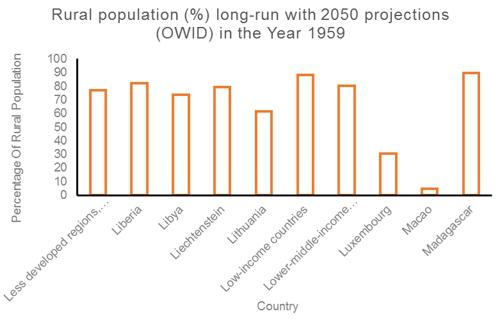 Rural population (%) long-run with 2050 projections
(OWID) in the Year 1959
Percentage Of Rural Population
100
90
80
70
60
50
40
30
20
10
0
Less developed regions,...
Liberia
Libya
Liechtenstein
Lithuania
Low-income countries
Lower-middle-income...
Luxembourg
Macao
Madagascar
Country